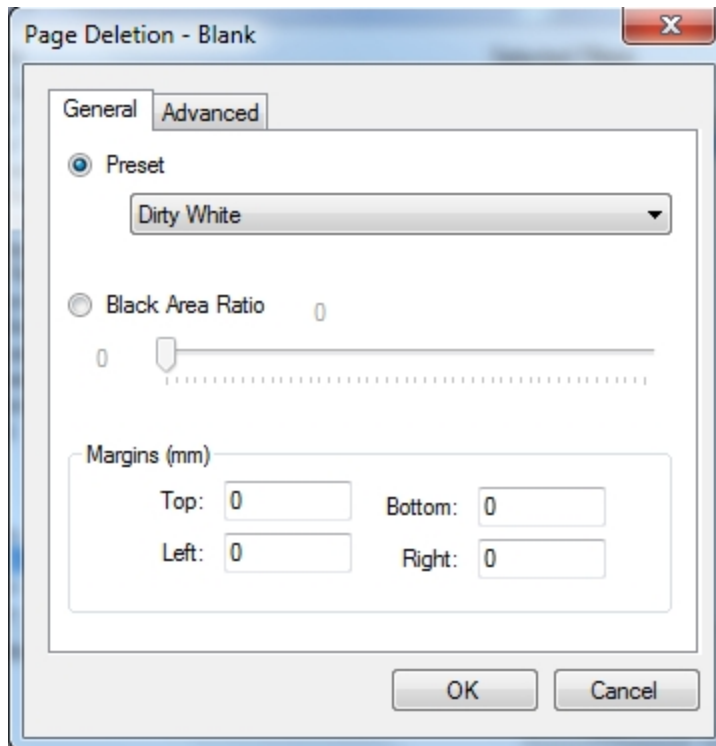 Page Deletion - Blank
General Advanced
Preset
Dirty White
Black Area Ratio 0
0
Margins (mm)
Top: 0 Bottom: 0
Left: 0 Right: 0
OK Cancel